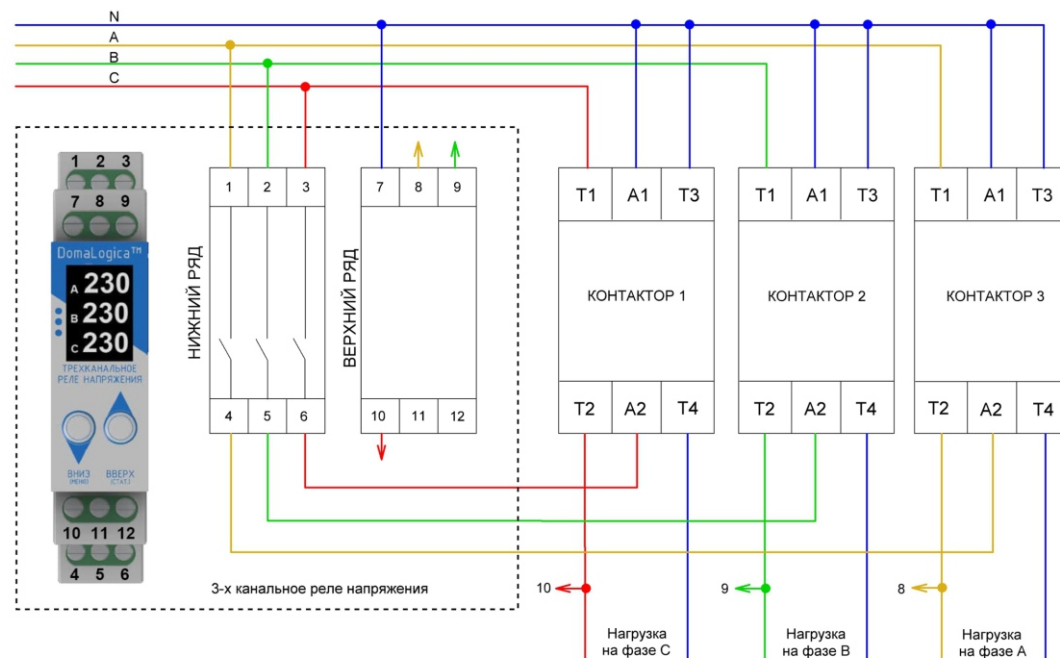 N
A
B
C
1 2 3
7 8 9
DomaLogica™
A 230
B 230
C 230
ТРЕХКАНАЛЬНОЕ
РЕЛЕ НАПРЯЖЕНИЯ
ВНИЗ
(МЕНЮ)
ВВЕРХ
(СТАТ.)
10 11 12
4 5 6
НИЖНИЙ РЯД
1 2 3
4 5 6
ВЕРХНИЙ РЯД
7 8 9
10 11 12
3-х канальное реле напряжения
T1 A1 T3
КОНТАКТОР 1
T2 A2 T4
T1 A1 T3
КОНТАКТОР 2
T2 A2 T4
T1 A1 T3
КОНТАКТОР 3
T2 A2 T4
10
9
8
Нагрузка
на фазе С
Нагрузка
на фазе В
Нагрузка
на фазе А